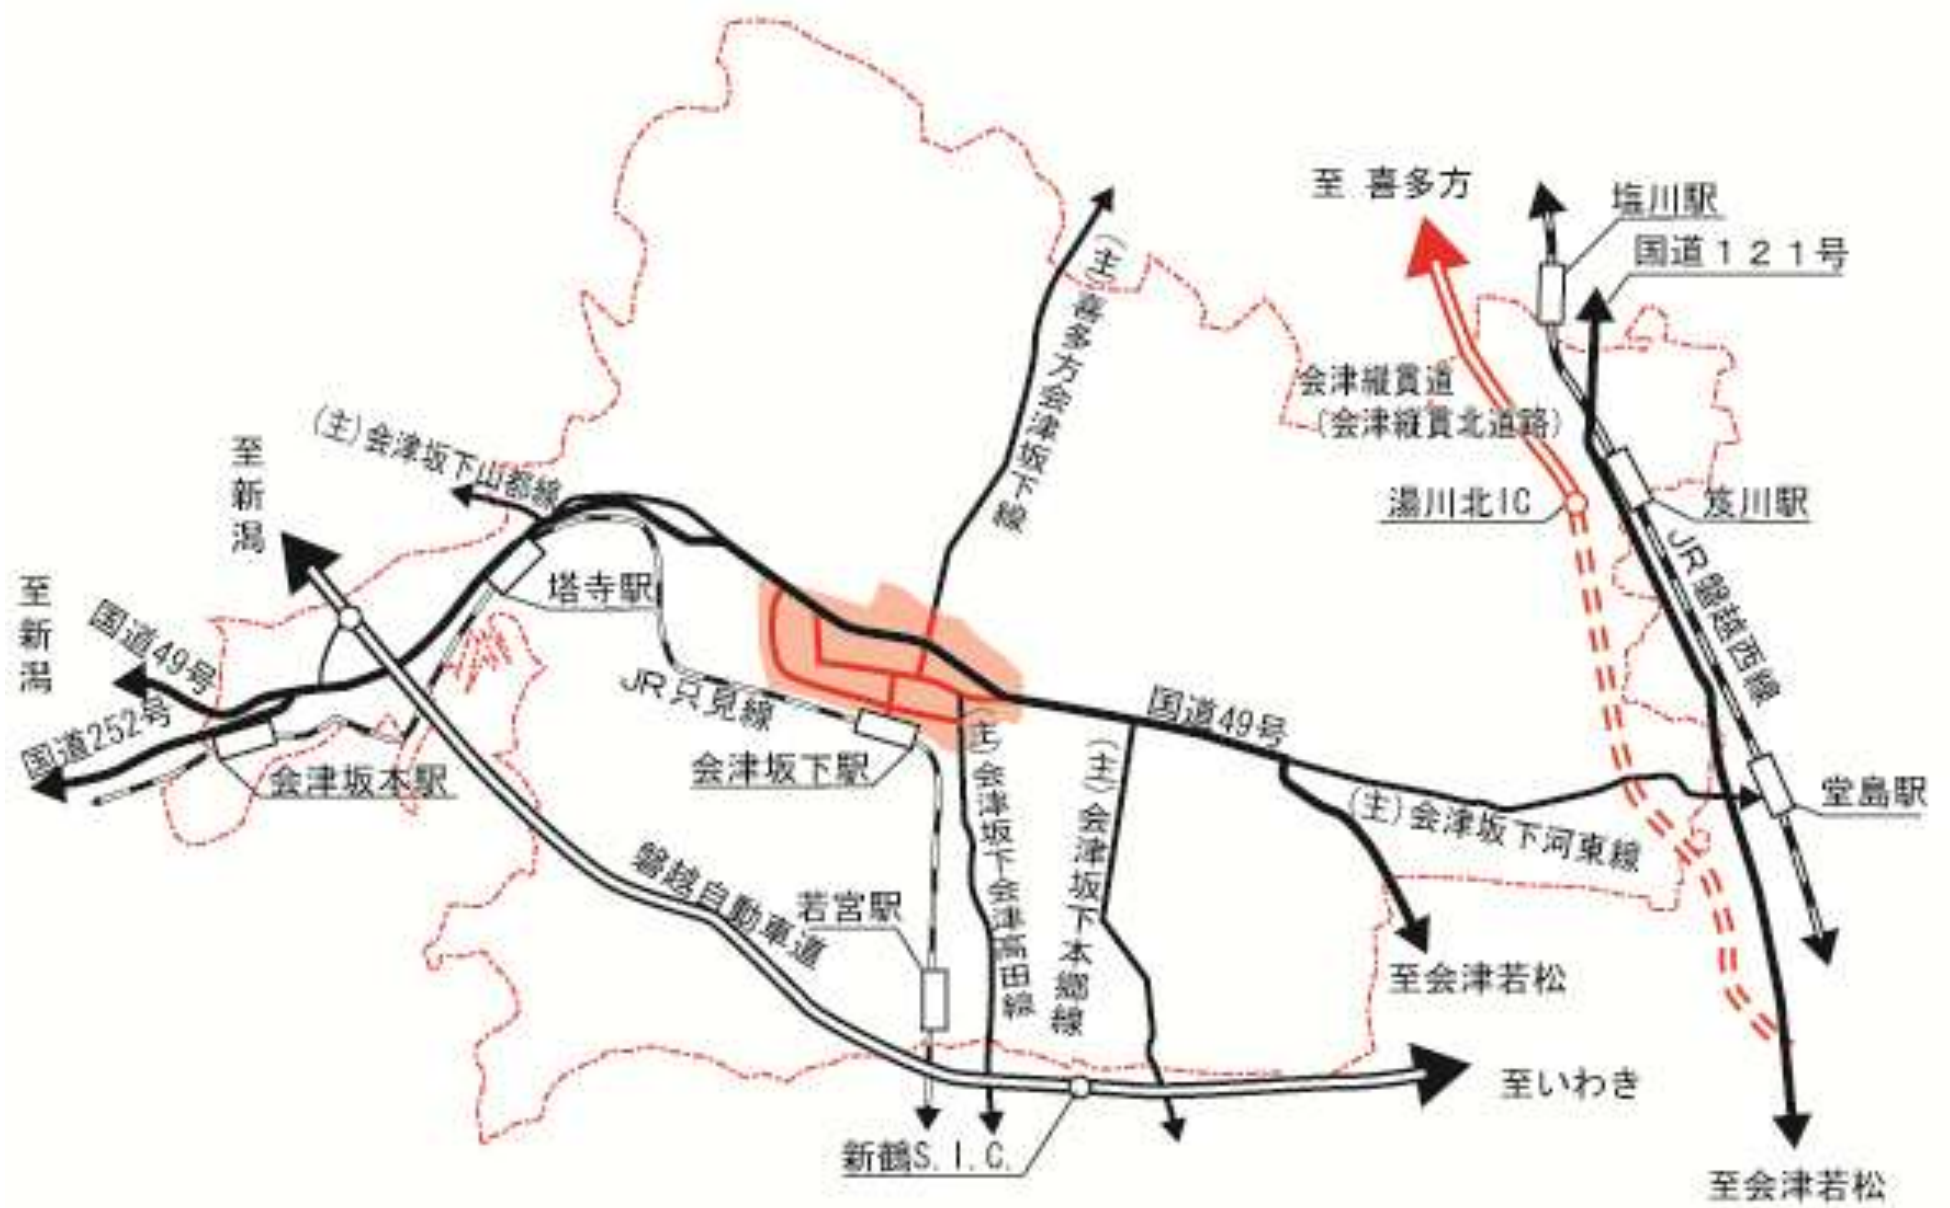 至 喜多方
塩川駅
国道１２１号
(主)喜多方会津坂下線
会津縦貫道
(会津縦貫北道路)
(主)会津坂下山都線
至新潟
湯川北IC
笈川駅
JR磐越西線
至新潟
国道49号
塔寺駅
JR只見線
国道252号
会津坂本駅
会津坂下駅
国道49号
(主)会津坂下会津高田線
(主)会津坂下本郷線
(主)会津坂下河東線
堂島駅
磐越自動車道
若宮駅
至会津若松
至いわき
新鶴S.I.C.
至会津若松